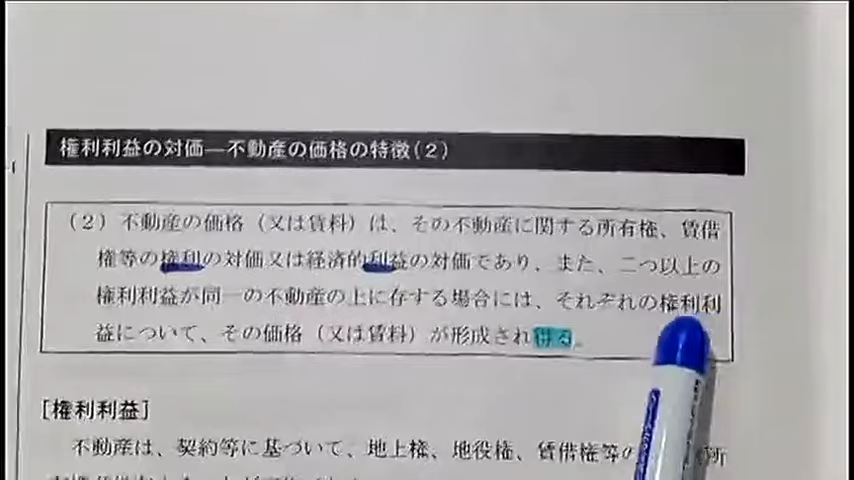 権利利益の対価―不動産の価格の特徴(2)
(2) 不動産の価格(又は賃料)は、その不動産に関する所有権、賃借
権等の権利の対価又は経済的利益の対価であり、また、二つ以上の
権利利益が同一の不動産の上に存する場合には、それぞれの権利利
益について、その価格(又は賃料)が形成され得る。
[権利利益]
不動産は、契約等に基づいて、地上権、地役権、賃借権等の